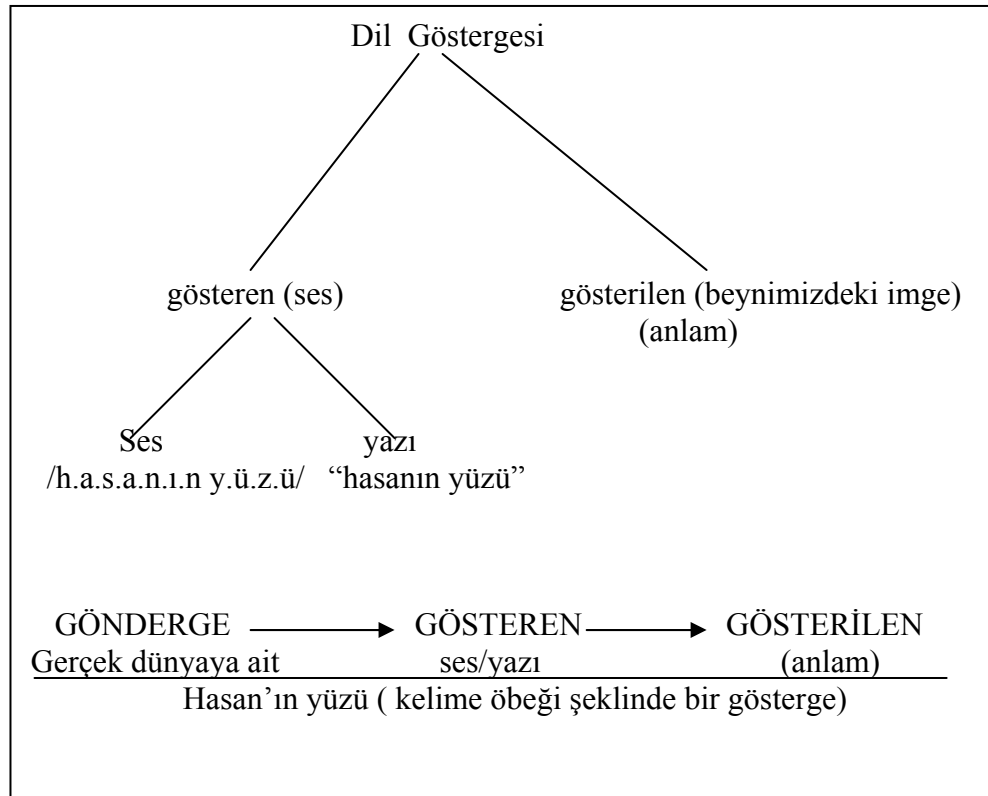 Dil Göstergesi
gösteren (ses) gösterilen (beynimizdeki imge)
(anlam)
Ses yazı
/h.a.s.a.n.ı.n y.ü.z.ü/ “hasanın yüzü”
GÖNDERGE GÖSTEREN GÖSTERİLEN
Gerçek dünyaya ait ses/yazı (anlam)
Hasan’ın yüzü ( kelime öbeği şeklinde bir gösterge)